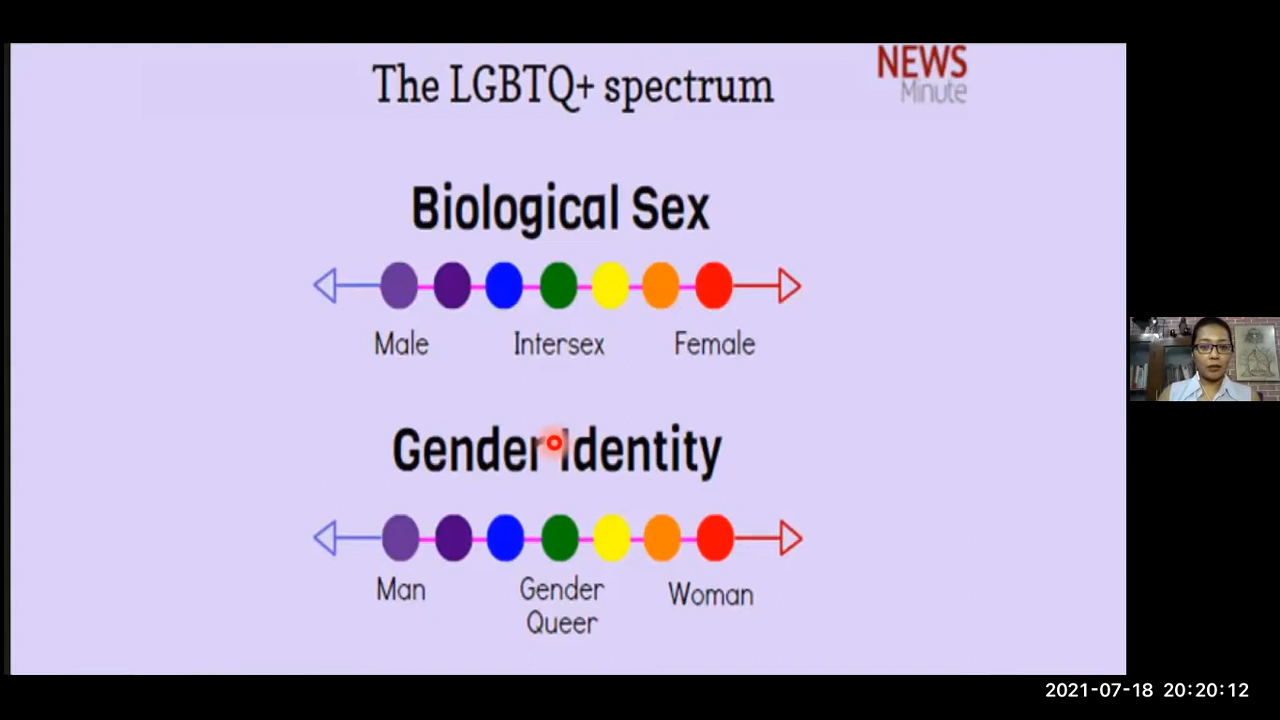 The LGBTQ+ spectrum
NEWS
Minute
Biological Sex
Male Intersex Female
Gender Identity
Man Gender Queer Woman
2021-07-18 20:20:12